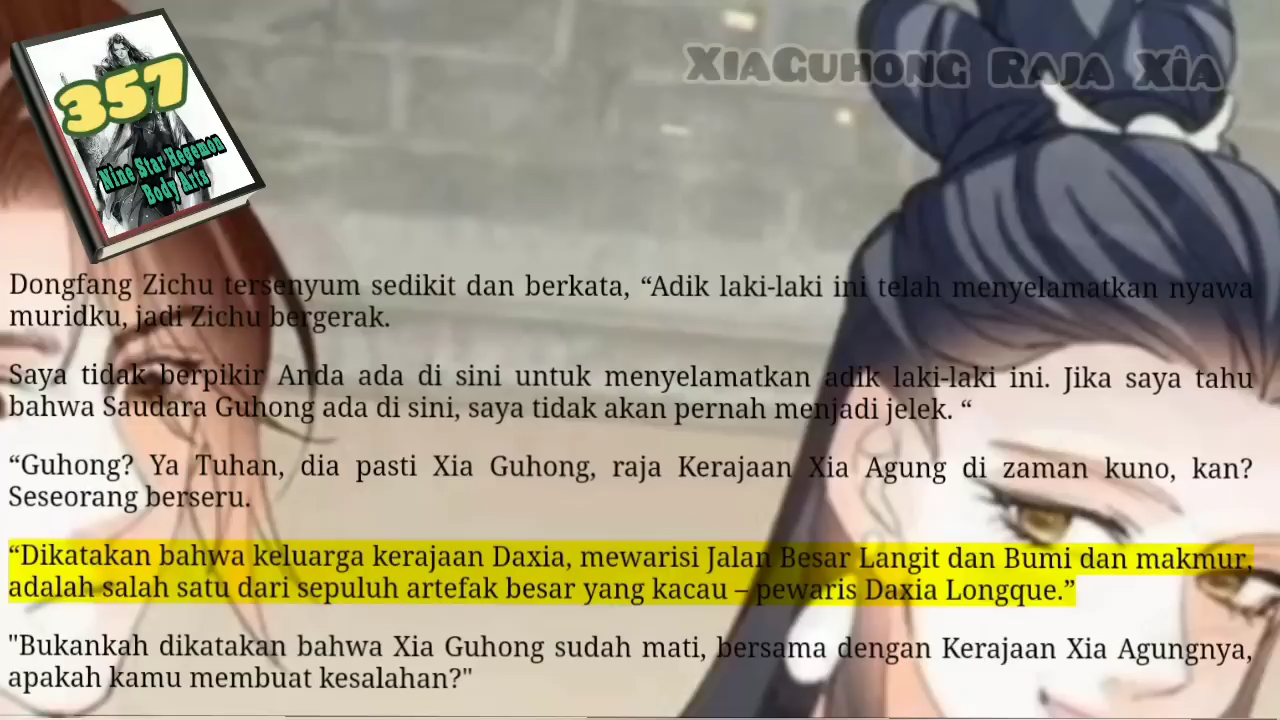 357
Nine Star Hegemon
Body Arts
XiaGuhong Raja Xîa
Dongfang Zichu tersenyum sedikit dan berkata, “Adik laki-laki ini telah menyelamatkan nyawa
muridku, jadi Zichu bergerak.
Saya tidak berpikir Anda ada di sini untuk menyelamatkan adik laki-laki ini. Jika saya tahu
bahwa Saudara Guhong ada di sini, saya tidak akan pernah menjadi jelek. “
“Guhong? Ya Tuhan, dia pasti Xia Guhong, raja Kerajaan Xia Agung di zaman kuno, kan?
Seseorang berseru.
“Dikatakan bahwa keluarga kerajaan Daxia, mewarisi Jalan Besar Langit dan Bumi dan makmur,
adalah salah satu dari sepuluh artefak besar yang kacau – pewaris Daxia Longque.”
"Bukankah dikatakan bahwa Xia Guhong sudah mati, bersama dengan Kerajaan Xia Agungnya,
apakah kamu membuat kesalahan?"